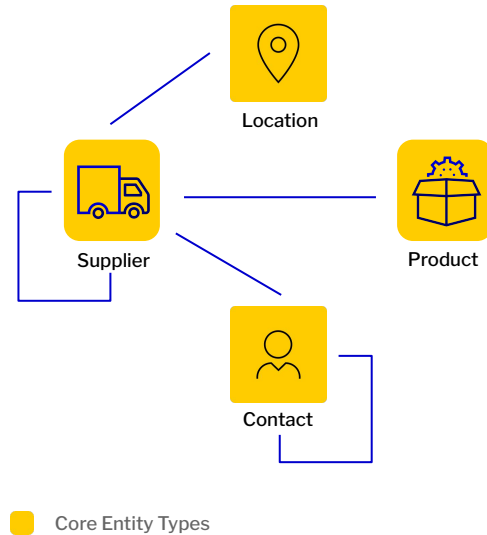 Location
Supplier
Product
Contact
Core Entity Types